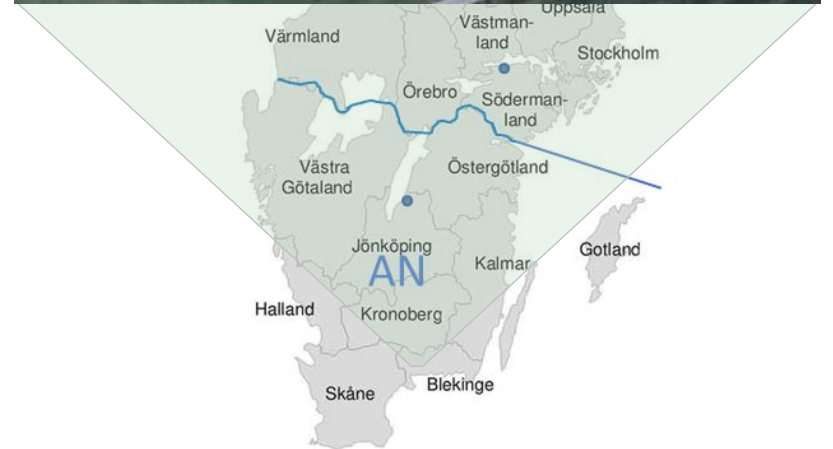 Uppsala
Västman-
land
Värmland
Stockholm
Örebro
Söderman-
land
Västra
Götaland
Östergötland
Jönköping
AN
Gotland
Kalmar
Halland
Kronoberg
Skåne
Blekinge